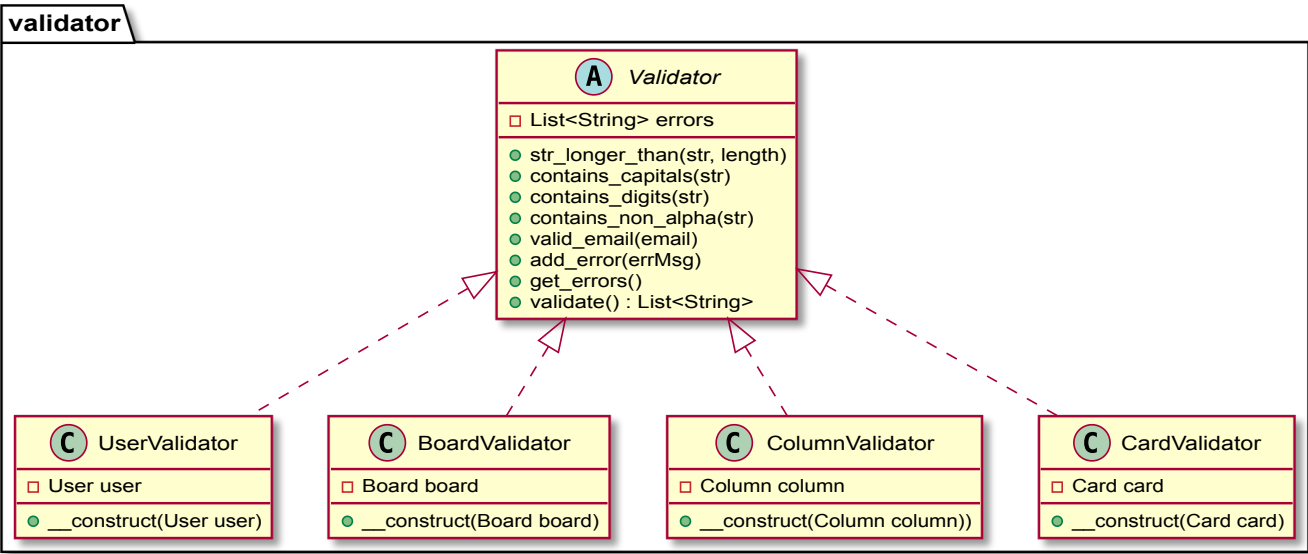 validator
A Validator
List<String> errors
str_longer_than(str, length)
contains_capitals(str)
contains_digits(str)
contains_non_alpha(str)
valid_email(email)
add_error(errMsg)
get_errors()
validate() : List<String>
C UserValidator
User user
__construct(User user)
C BoardValidator
Board board
__construct(Board board)
C ColumnValidator
Column column
__construct(Column column))
C CardValidator
Card card
__construct(Card card)